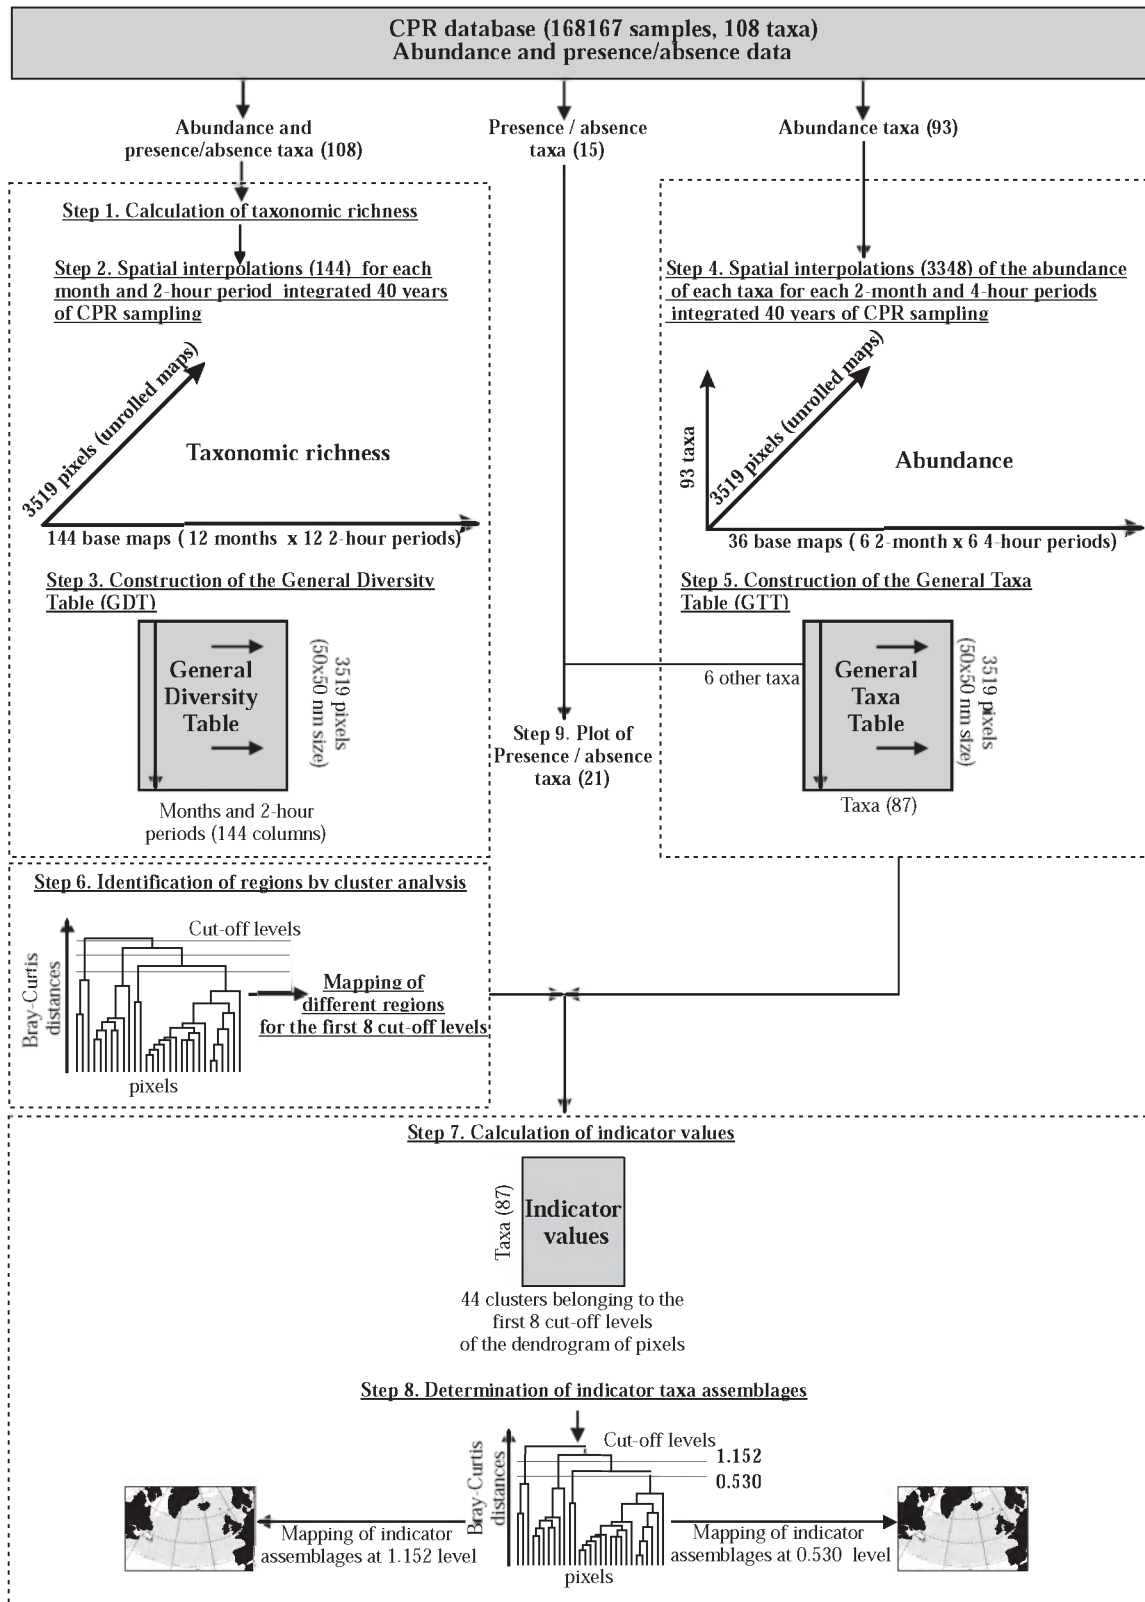 CPR database (168167 samples, 108 taxa)
Abundance and presence/absence data
Abundance and
presence/absence taxa (108)
Presence / absence
taxa (15)
Abundance taxa (93)
Step 1. Calculation of taxonomic richness
Step 2. Spatial interpolations (144) for each
month and 2-hour period integrated 40 years
of CPR sampling
3519 pixels (unrolled maps)
Taxonomic richness
144 base maps ( 12 months x 12 2-hour periods)
Step 3. Construction of the General Diversity
Table (GDT)
General
Diversity
Table
3519 pixels
(50x50 nm size)
Months and 2-hour
periods (144 columns)
Step 4. Spatial interpolations (3348) of the abundance
of each taxa for each 2-month and 4-hour periods
integrated 40 years of CPR sampling
93 taxa
3519 pixels (unrolled maps)
Abundance
36 base maps ( 6 2-month x 6 4-hour periods)
Step 5. Construction of the General Taxa
Table (GTT)
6 other taxa
General
Taxa
Table
3519 pixels
(50x50 nm size)
Taxa (87)
Step 9. Plot of
Presence / absence
taxa (21)
Step 6. Identification of regions by cluster analysis
Cut-off levels
Bray-Curtis
distances
pixels
Mapping of
different regions
for the first 8 cut-off levels
Step 7. Calculation of indicator values
Taxa (87)
Indicator
values
44 clusters belonging to the
first 8 cut-off levels
of the dendrogram of pixels
Step 8. Determination of indicator taxa assemblages
Cut-off levels
1.152
0.530
Bray-Curtis
distances
pixels
Mapping of indicator
assemblages at 1.152 level
Mapping of indicator
assemblages at 0.530 level